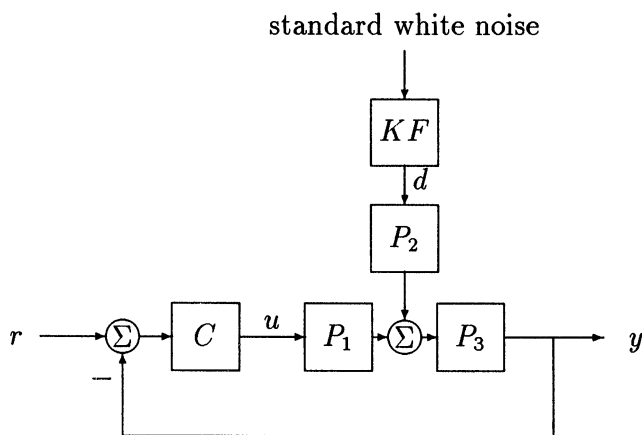 standard white noise
KF
d
P₂
r Σ C u P₁ Σ P₃ y
−